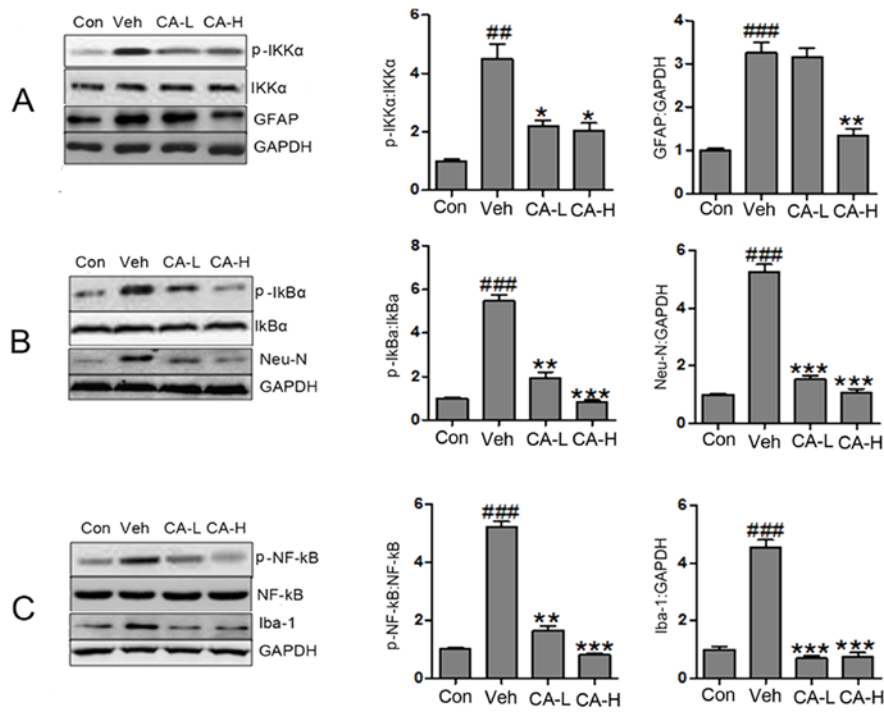 A
Con Veh CA-L CA-H
p-IKKα
IKKα
GFAP
GAPDH
p-IKKα:IKKα
6
4
2
0
##
*
*
Con Veh CA-L CA-H
GFAP:GAPDH
4
3
2
1
0
###
**
Con Veh CA-L CA-H
B
Con Veh CA-L CA-H
p-IkBα
IkBα
Neu-N
GAPDH
p-IkBa:IkBa
8
6
4
2
0
###
**
***
Con Veh CA-L CA-H
Neu-N:GAPDH
6
4
2
0
###
***
***
Con Veh CA-L CA-H
C
Con Veh CA-L CA-H
p-NF-kB
NF-kB
Iba-1
GAPDH
p-NF-kB:NF-kB
6
4
2
0
###
**
***
Con Veh CA-L CA-H
Iba-1:GAPDH
6
4
2
0
###
***
***
Con Veh CA-L CA-H